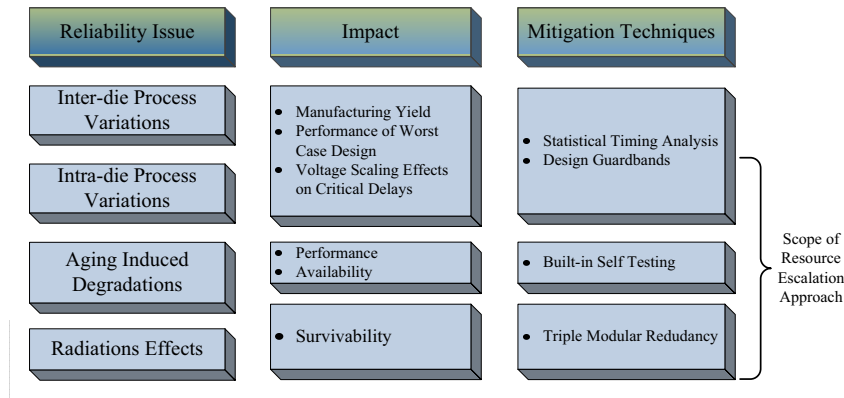 Reliability Issue
Impact
Mitigation Techniques
Inter-die Process
Variations
Intra-die Process
Variations
Aging Induced
Degradations
Radiations Effects
• Manufacturing Yield
• Performance of Worst
Case Design
• Voltage Scaling Effects
on Critical Delays
• Performance
• Availability
• Survivability
• Statistical Timing Analysis
• Design Guardbands
• Built-in Self Testing
• Triple Modular Redudancy
Scope of
Resource
Escalation
Approach